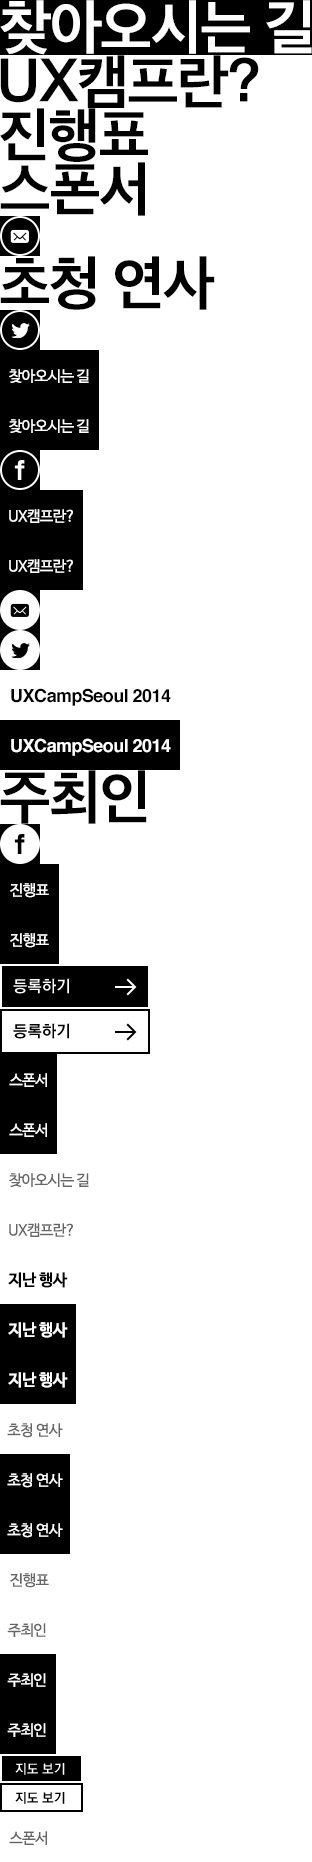 찾아오시는 길
UX캠프란?
진행표
스폰서
초청 연사
찾아오시는 길
찾아오시는 길
f
UX캠프란?
UX캠프란?
UXCampSeoul 2014
UXCampSeoul 2014
주최인
f
진행표
진행표
등록하기
등록하기
스폰서
스폰서
찾아오시는 길
UX캠프란?
지난 행사
지난 행사
지난 행사
초청 연사
초청 연사
초청 연사
진행표
주최인
주최인
주최인
지도 보기
지도 보기
스폰서